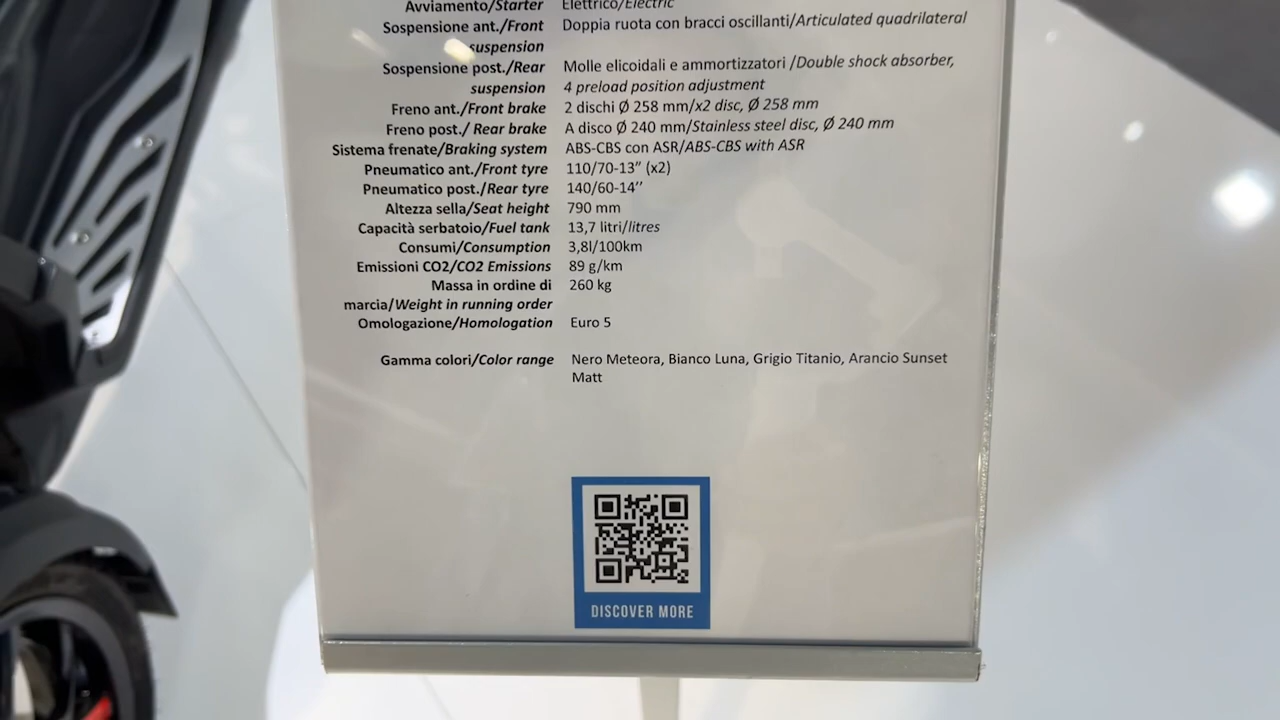 Avviamento/Starter Elettrico/Electric
Sospensione ant./Front Doppia ruota con bracci oscillanti/Articulated quadrilateral
suspension
Sospensione post./Rear Molle elicoidali e ammortizzatori /Double shock absorber,
suspension 4 preload position adjustment
Freno ant./Front brake 2 dischi Ø 258 mm/x2 disc, Ø 258 mm
Freno post./ Rear brake A disco Ø 240 mm/Stainless steel disc, Ø 240 mm
Sistema frenate/Braking system ABS-CBS con ASR/ABS-CBS with ASR
Pneumatico ant./Front tyre 110/70-13” (x2)
Pneumatico post./Rear tyre 140/60-14’’
Altezza sella/Seat height 790 mm
Capacità serbatoio/Fuel tank 13,7 litri/litres
Consumi/Consumption 3,8l/100km
Emissioni CO2/CO2 Emissions 89 g/km
Massa in ordine di 260 kg
marcia/Weight in running order
Omologazione/Homologation Euro 5
Gamma colori/Color range Nero Meteora, Bianco Luna, Grigio Titanio, Arancio Sunset
Matt
DISCOVER MORE